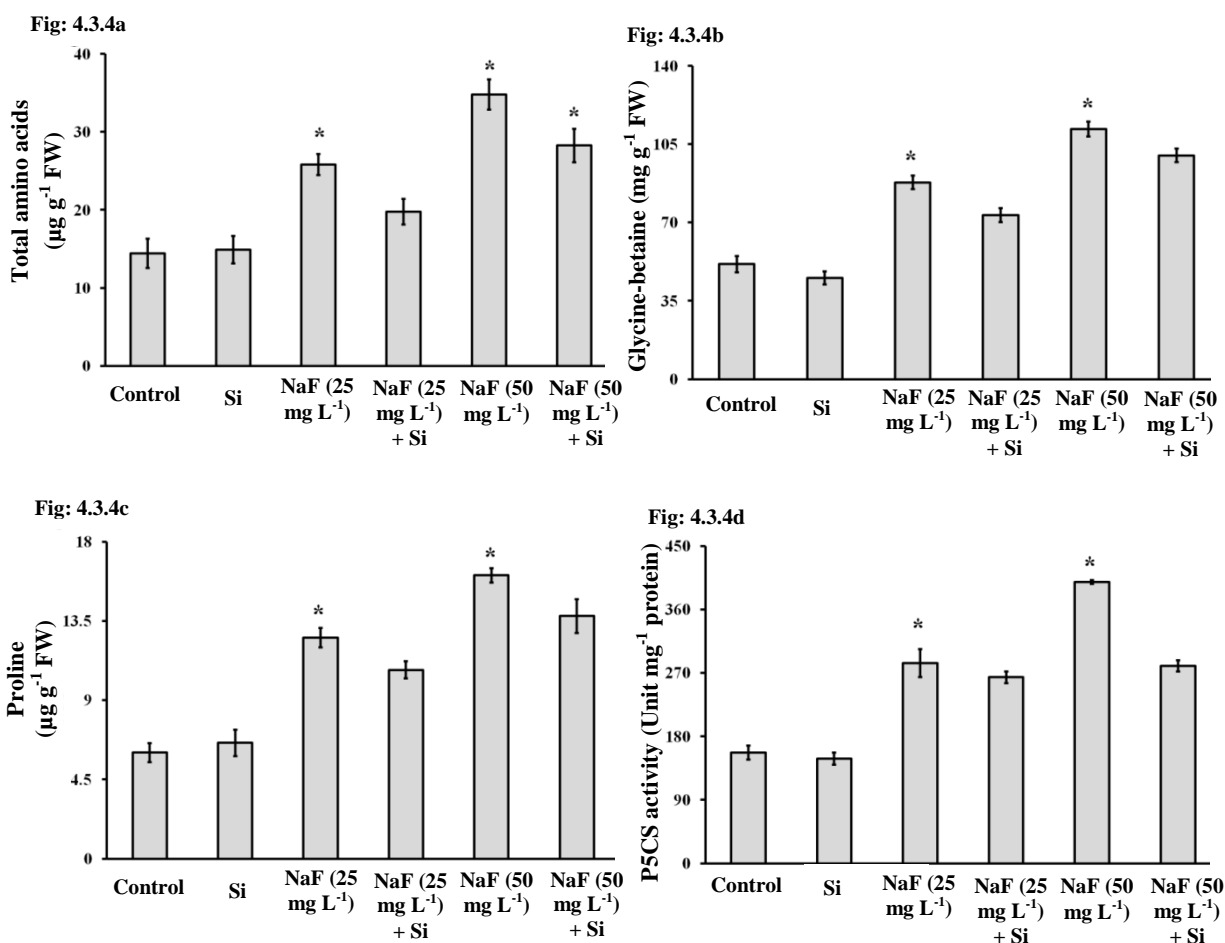 Fig: 4.3.4a
Total amino acids
(µg g-1 FW)
40
30
20
10
0
*
*
*
Control
Si
NaF (25
mg L-1)
NaF (25
mg L-1)
+ Si
NaF (50
mg L-1)
NaF (50
mg L-1)
+ Si
Fig: 4.3.4b
Glycine-betaine (mg g-1 FW)
140
105
70
35
0
*
*
Control
Si
NaF (25
mg L-1)
NaF (25
mg L-1)
+ Si
NaF (50
mg L-1)
NaF (50
mg L-1)
+ Si
Fig: 4.3.4c
Proline
(µg g-1 FW)
18
13.5
9
4.5
0
*
*
Control
Si
NaF (25
mg L-1)
NaF (25
mg L-1)
+ Si
NaF (50
mg L-1)
NaF (50
mg L-1)
+ Si
Fig: 4.3.4d
P5CS activity (Unit mg-1 protein)
450
360
270
180
90
0
*
*
Control
Si
NaF (25
mg L-1)
NaF (25
mg L-1)
+ Si
NaF (50
mg L-1)
NaF (50
mg L-1)
+ Si